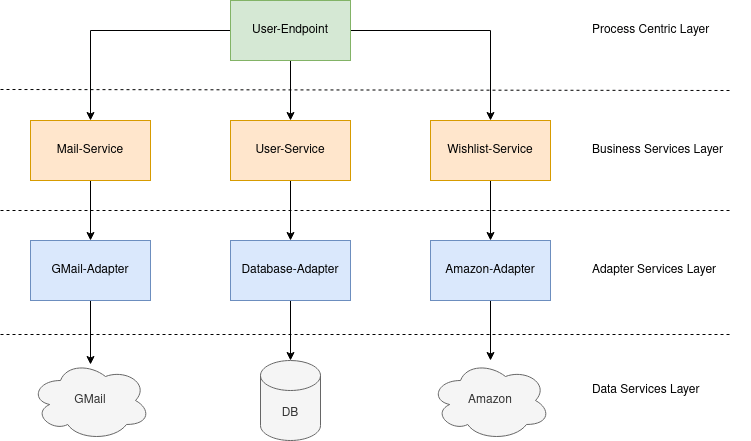 User-Endpoint
Process Centric Layer
Mail-Service
User-Service
Wishlist-Service
Business Services Layer
GMail-Adapter
Database-Adapter
Amazon-Adapter
Adapter Services Layer
GMail
DB
Amazon
Data Services Layer